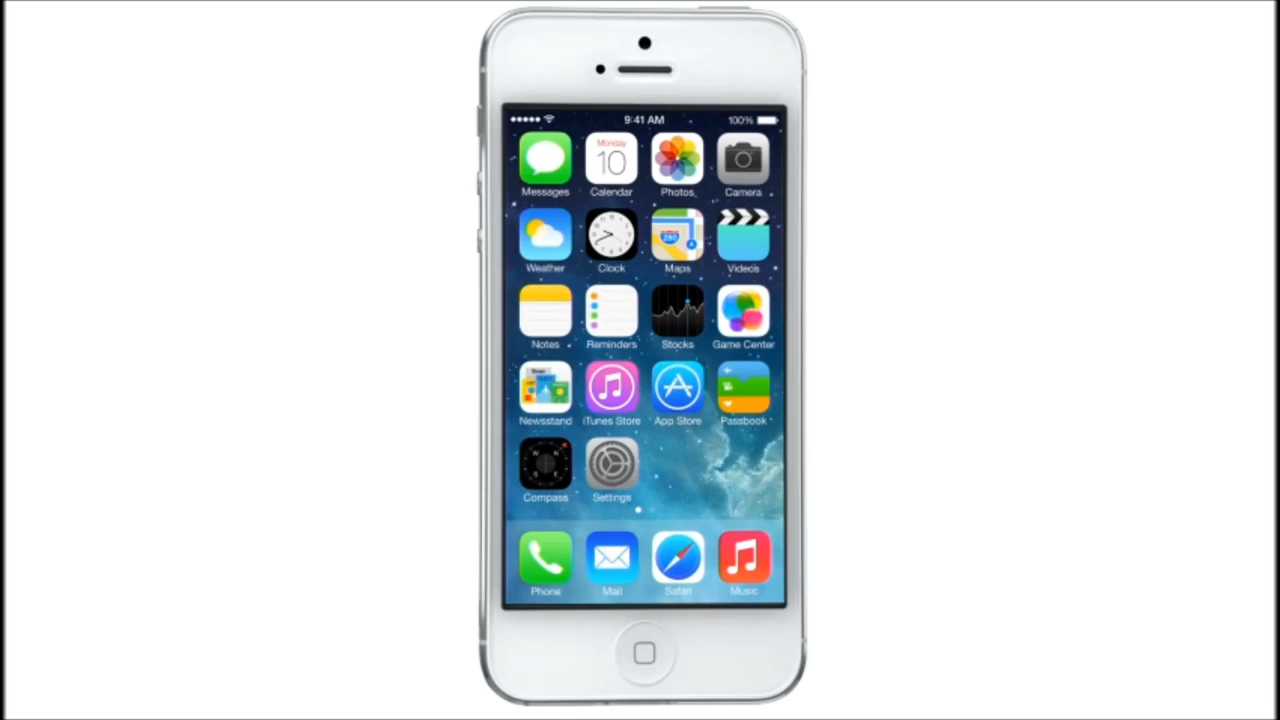 9:41 AM 100%
Monday
10
Messages Calendar Photos Camera
280
Weather Clock Maps Videos
Notes Reminders Stocks Game Center
Newsstand iTunes Store App Store Passbook
W N
S E
Compass Settings
Phone Mail Safari Music